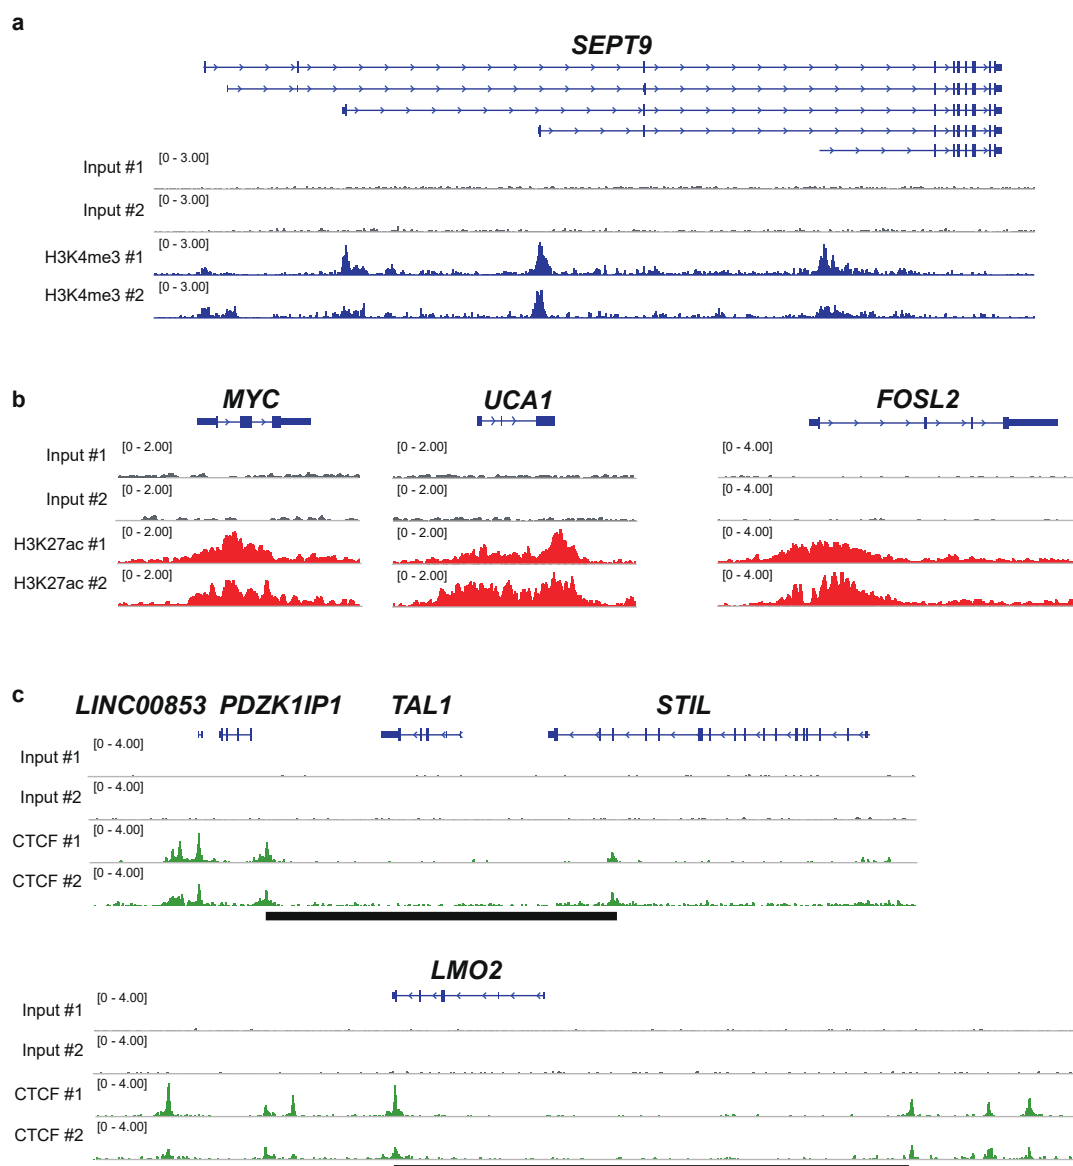 a
SEPT9
Input #1 [0 - 3.00]
Input #2 [0 - 3.00]
H3K4me3 #1 [0 - 3.00]
H3K4me3 #2 [0 - 3.00]
b
MYC UCA1 FOSL2
Input #1 [0 - 2.00] [0 - 2.00] [0 - 4.00]
Input #2 [0 - 2.00] [0 - 2.00] [0 - 4.00]
H3K27ac #1 [0 - 2.00] [0 - 2.00] [0 - 4.00]
H3K27ac #2 [0 - 2.00] [0 - 2.00] [0 - 4.00]
c
LINC00853 PDZK1IP1 TAL1 STIL
Input #1 [0 - 4.00]
Input #2 [0 - 4.00]
CTCF #1 [0 - 4.00]
CTCF #2 [0 - 4.00]
LMO2
Input #1 [0 - 4.00]
Input #2 [0 - 4.00]
CTCF #1 [0 - 4.00]
CTCF #2 [0 - 4.00]